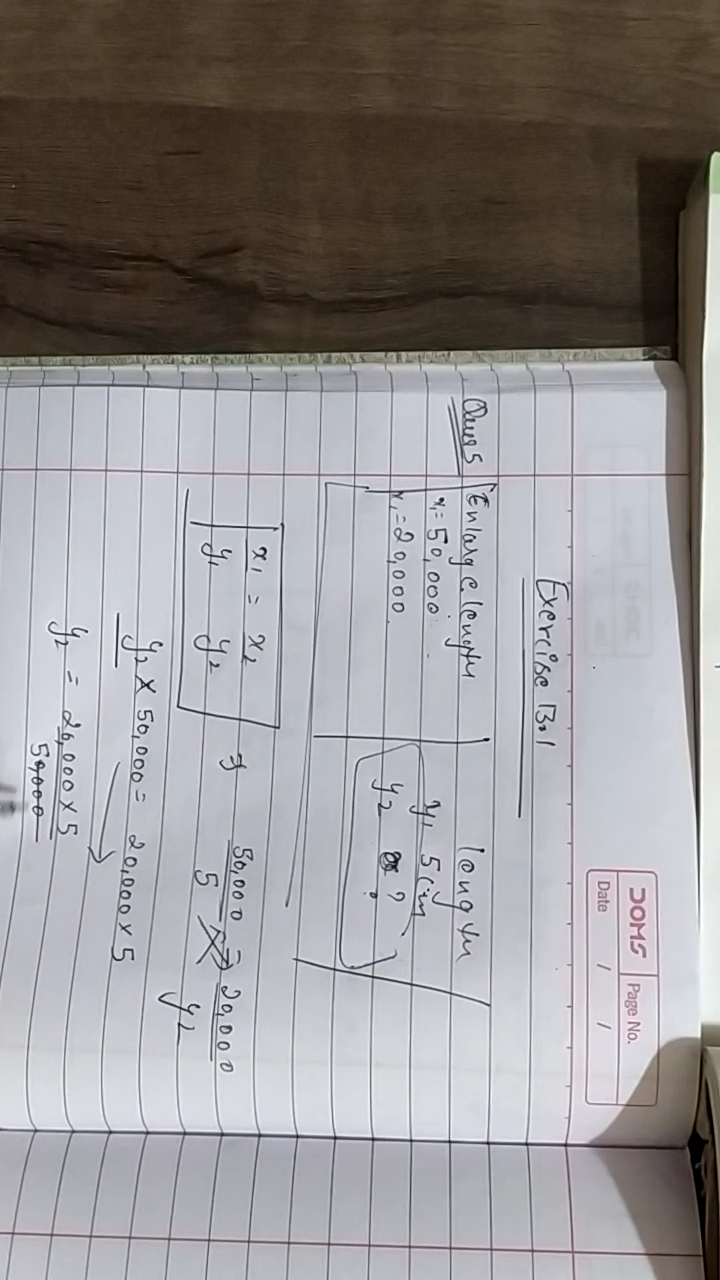 DOMS Page No.
Date / /
Exercise 13.1
Ques 5 Enlarge length length
x₁ = 50,000 y₁ 5 cm
x₁ = 20,000 y₂ ?
x₁ = x₂ ⇒ 50,000 = 20,000
y₁ y₂ 5 y₂
y₂ × 50,000 = 20,000 × 5
y₂ = 20,000 × 5
50,000